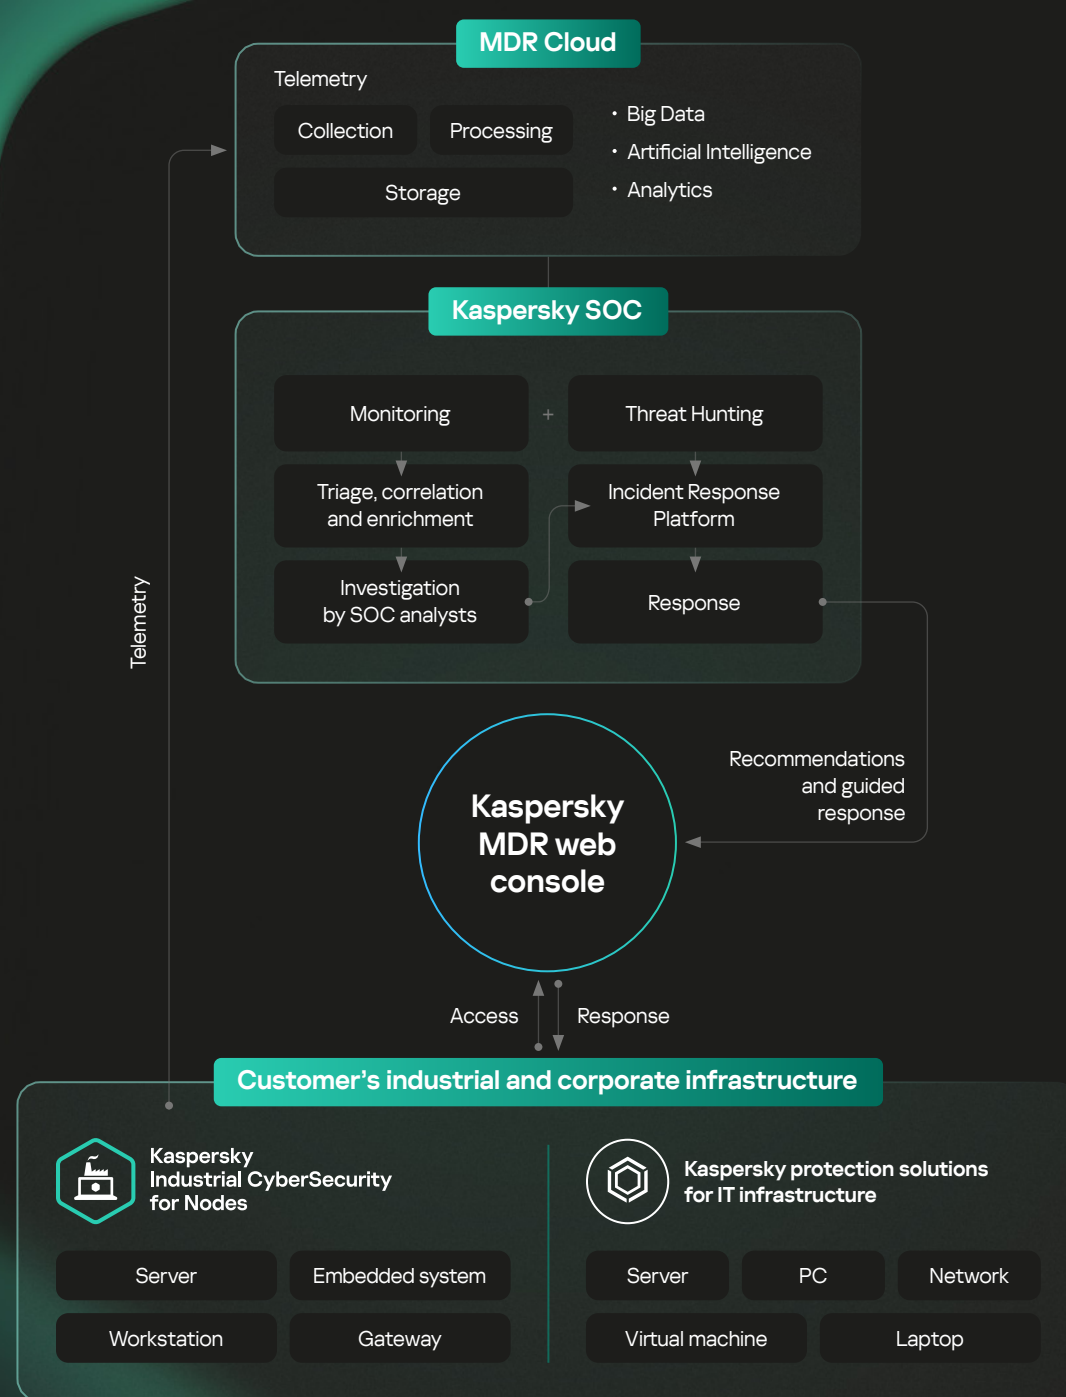 MDR Cloud
Telemetry
Collection
Processing
Storage
• Big Data
• Artificial Intelligence
• Analytics
Kaspersky SOC
Monitoring
+
Threat Hunting
Triage, correlation
and enrichment
Incident Response
Platform
Investigation
by SOC analysts
Response
Telemetry
Recommendations
and guided
response
Kaspersky
MDR web
console
Access
Response
Customer’s industrial and corporate infrastructure
Kaspersky
Industrial CyberSecurity
for Nodes
Server
Embedded system
Workstation
Gateway
Kaspersky protection solutions
for IT infrastructure
Server
PC
Network
Virtual machine
Laptop